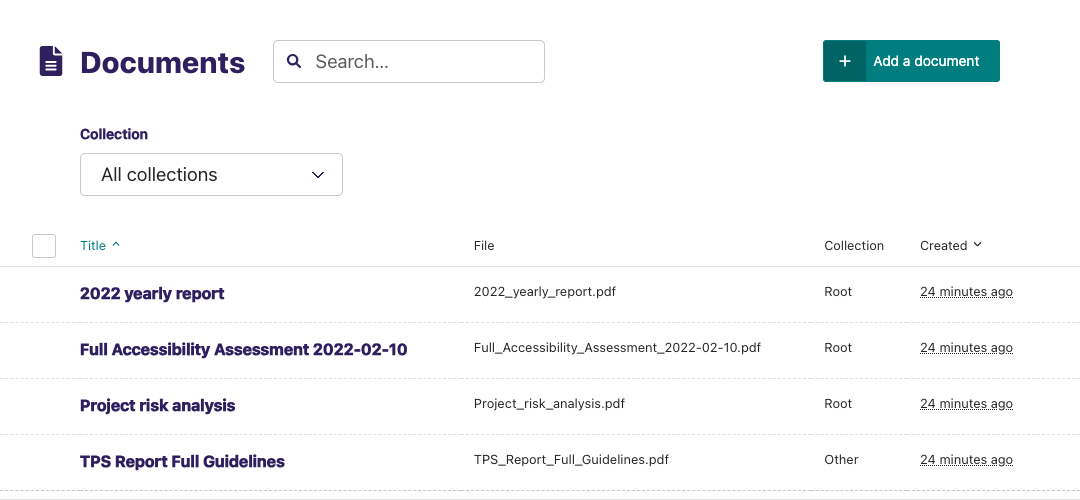 Documents
Search...
Add a document
Collection
All collections
Title File Collection Created
2022 yearly report 2022_yearly_report.pdf Root 24 minutes ago
Full Accessibility Assessment 2022-02-10 Full_Accessibility_Assessment_2022-02-10.pdf Root 24 minutes ago
Project risk analysis Project_risk_analysis.pdf Root 24 minutes ago
TPS Report Full Guidelines TPS_Report_Full_Guidelines.pdf Other 24 minutes ago